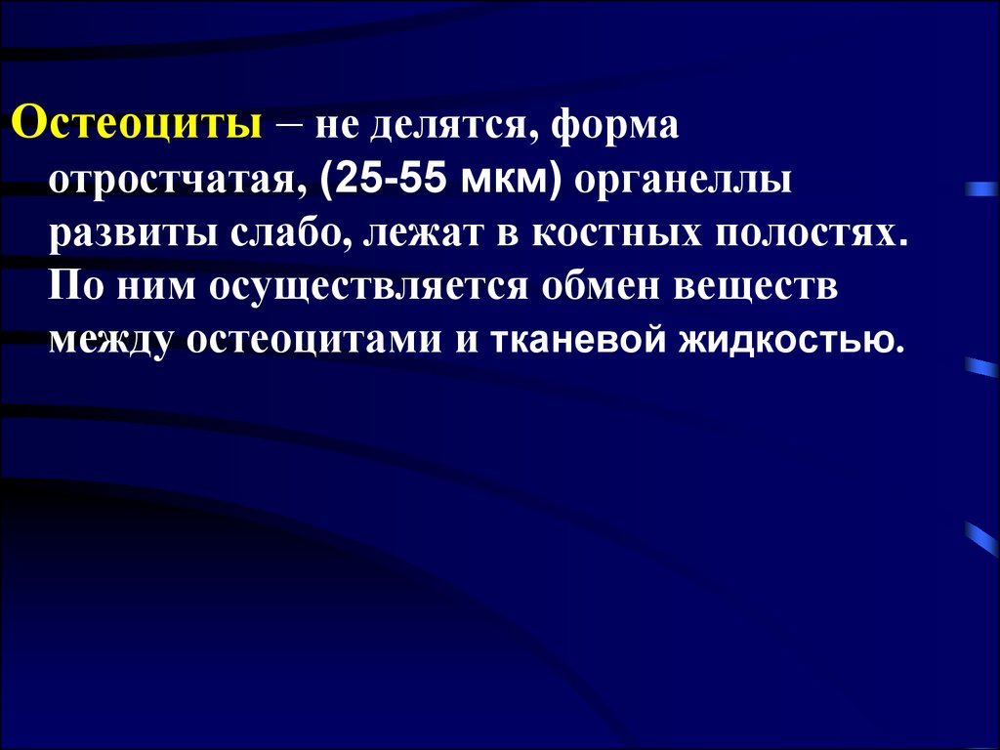 Остеоциты – не делятся, форма
отростчатая, (25-55 мкм) органеллы
развиты слабо, лежат в костных полостях.
По ним осуществляется обмен веществ
между остеоцитами и тканевой жидкостью.